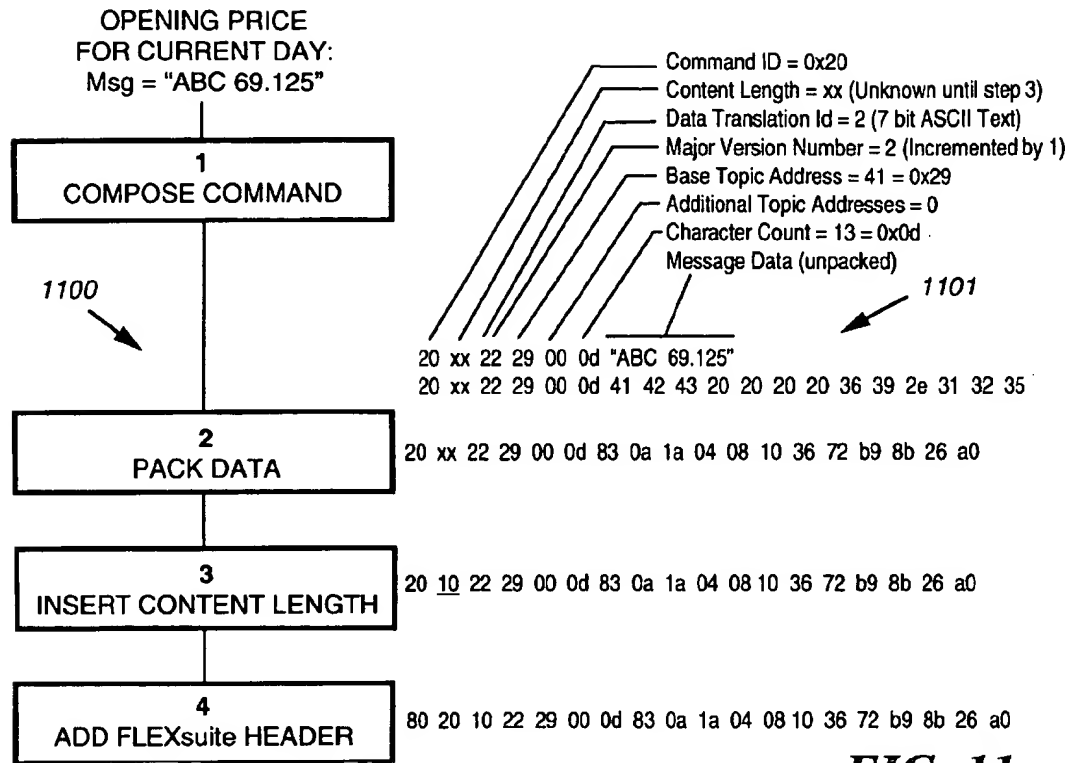 OPENING PRICE
FOR CURRENT DAY:
Msg = "ABC 69.125"
1
COMPOSE COMMAND
Command ID = 0x20
Content Length = xx (Unknown until step 3)
Data Translation Id = 2 (7 bit ASCII Text)
Major Version Number = 2 (Incremented by 1)
Base Topic Address = 41 = 0x29
Additional Topic Addresses = 0
Character Count = 13 = 0x0d
Message Data (unpacked)
1100
1101
20 xx 22 29 00 0d "ABC 69.125"
20 xx 22 29 00 0d 41 42 43 20 20 20 20 36 39 2e 31 32 35
2
PACK DATA
20 xx 22 29 00 0d 83 0a 1a 04 08 10 36 72 b9 8b 26 a0
3
INSERT CONTENT LENGTH
20 10 22 29 00 0d 83 0a 1a 04 08 10 36 72 b9 8b 26 a0
4
ADD FLEXsuite HEADER
80 20 10 22 29 00 0d 83 0a 1a 04 08 10 36 72 b9 8b 26 a0